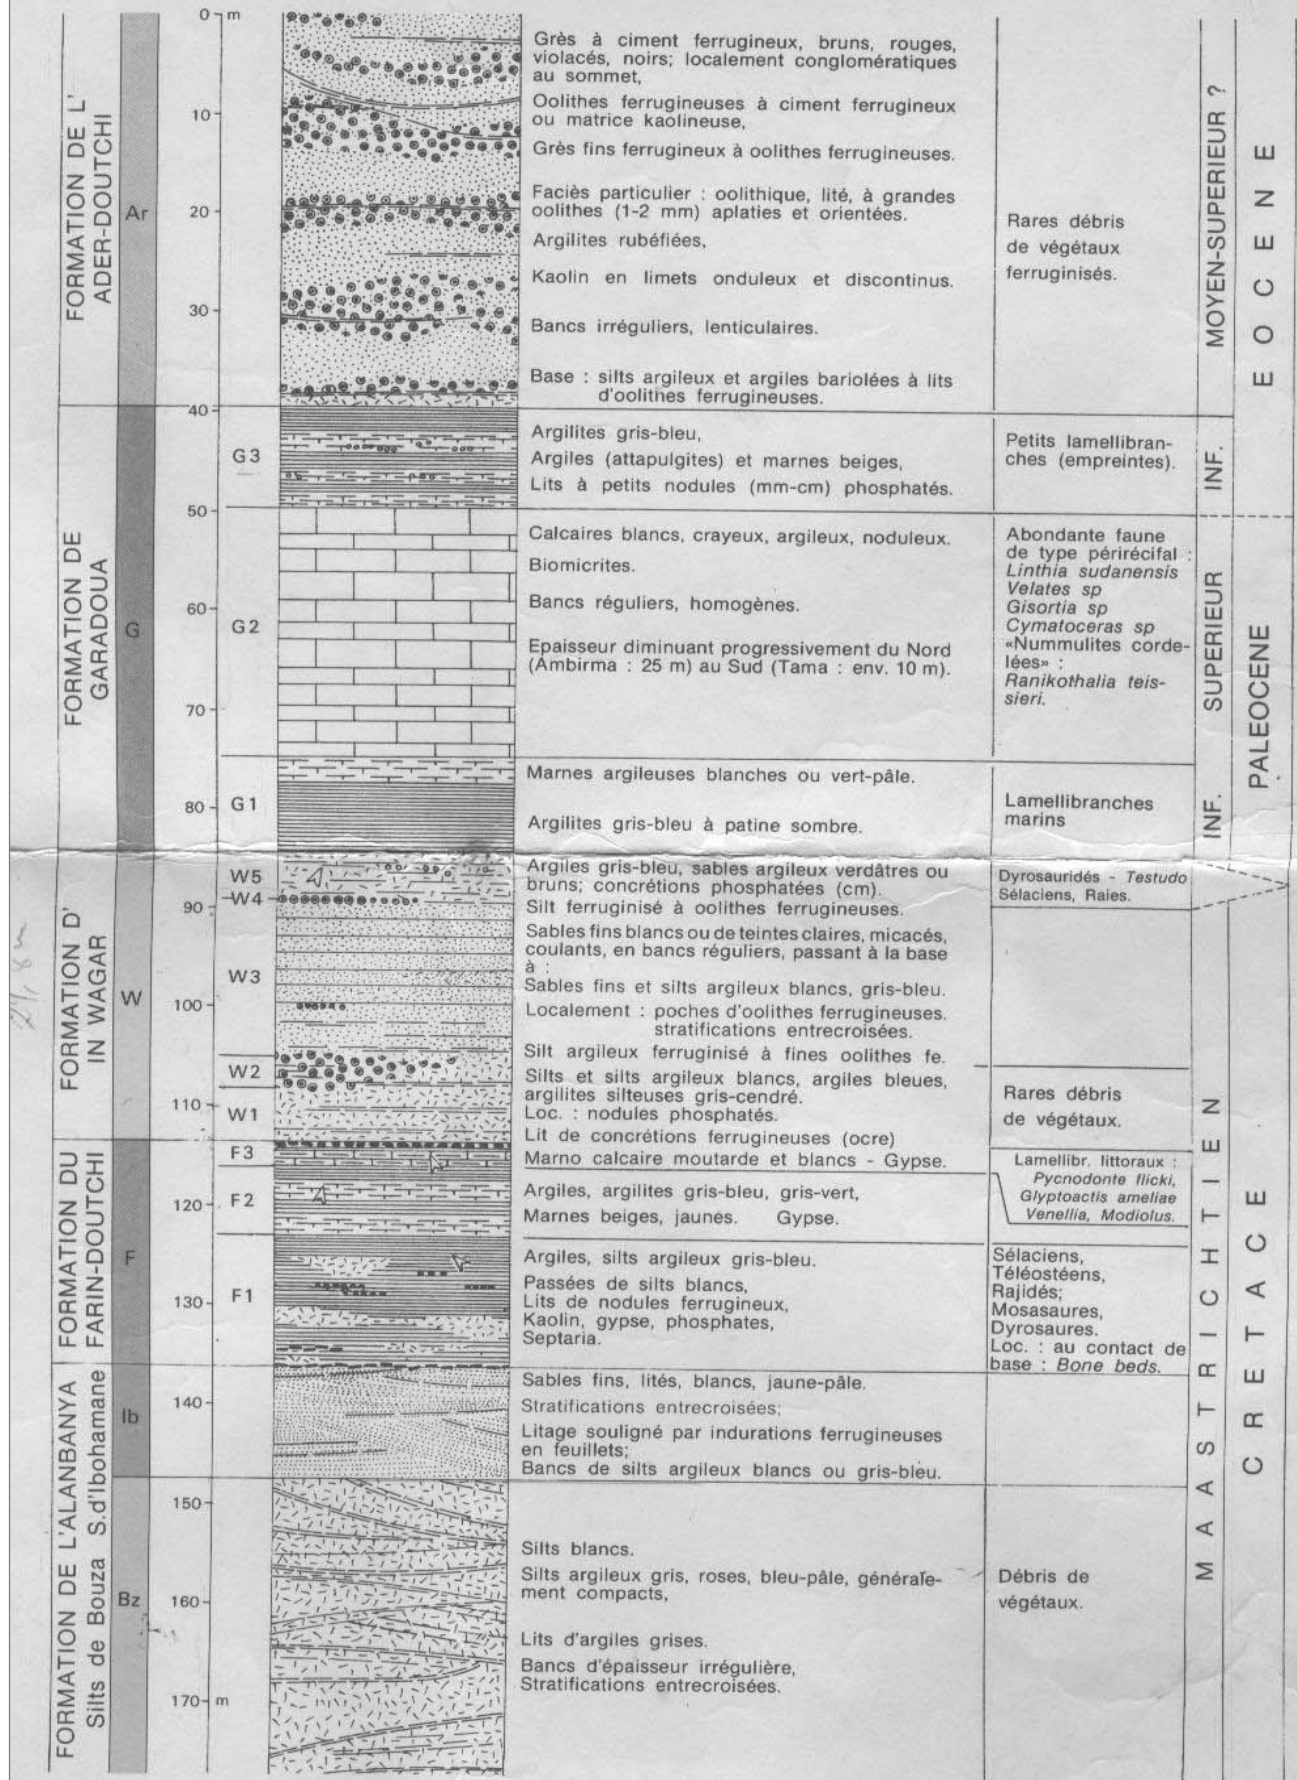 0 m
10
20
30
40
50
60
70
80
90
100
110
120
130
140
150
160
170 m
FORMATION DE L'
ADER-DOUTCHI
Ar
Grès à ciment ferrugineux, bruns, rouges,
violacés, noirs; localement conglomératiques
au sommet,
Oolithes ferrugineuses à ciment ferrugineux
ou matrice kaolineuse,
Grès fins ferrugineux à oolithes ferrugineuses.
Faciès particulier : oolithique, lité, à grandes
oolithes (1-2 mm) aplaties et orientées.
Argilites rubéfiées,
Kaolin en limets onduleux et discontinus.
Bancs irréguliers, lenticulaires.
Base : silts argileux et argiles bariolées à lits
d'oolithes ferrugineuses.
Rares débris
de végétaux
ferruginisés.
MOYEN-SUPERIEUR ?
EOCENE
FORMATION DE
GARADOUA
G
G3
Argilites gris-bleu,
Argiles (attapulgites) et marnes beiges,
Lits à petits nodules (mm-cm) phosphatés.
Petits lamellibran-
ches (empreintes).
INF.
G2
Calcaires blancs, crayeux, argileux, noduleux.
Biomicrites.
Bancs réguliers, homogènes.
Epaisseur diminuant progressivement du Nord
(Ambirma : 25 m) au Sud (Tama : env. 10 m).
Abondante faune
de type périrécifal :
Linthia sudanensis
Velates sp
Gisortia sp
Cymatoceras sp
«Nummulites corde-
lées» :
Ranikothalia teis-
sieri.
SUPERIEUR
PALEOCENE
G1
Marnes argileuses blanches ou vert-pâle.
Argilites gris-bleu à patine sombre.
Lamellibranches
marins
INF.
FORMATION D'
IN WAGAR
W
W5
Argiles gris-bleu, sables argileux verdâtres ou
bruns; concrétions phosphatées (cm).
Dyrosauridés - Testudo
Sélaciens, Raies.
W4
Silt ferruginisé à oolithes ferrugineuses.
W3
Sables fins blancs ou de teintes claires, micacés,
coulants, en bancs réguliers, passant à la base
à :
Sables fins et silts argileux blancs, gris-bleu.
Localement : poches d'oolithes ferrugineuses.
stratifications entrecroisées.
W2
Silt argileux ferruginisé à fines oolithes fe.
W1
Silts et silts argileux blancs, argiles bleues,
argilites silteuses gris-cendré.
Loc. : nodules phosphatés.
Rares débris
de végétaux.
FORMATION DU
FARIN-DOUTCHI
F
F3
Lit de concrétions ferrugineuses (ocre)
Marno calcaire moutarde et blancs - Gypse.
Lamellibr. littoraux :
Pycnodonte flicki,
Glyptoactis ameliae
Venellia, Modiolus.
F2
Argiles, argilites gris-bleu, gris-vert,
Marnes beiges, jaunes. Gypse.
F1
Argiles, silts argileux gris-bleu.
Passées de silts blancs,
Lits de nodules ferrugineux,
Kaolin, gypse, phosphates,
Septaria.
Sélaciens,
Téléostéens,
Rajidés;
Mosasaures,
Dyrosaures.
Loc. : au contact de
base : Bone beds.
MAASTRICHTIEN
CRETACE
FORMATION DE L'ALANBANYA
S.d'Ibohamane
Ib
Sables fins, lités, blancs, jaune-pâle.
Stratifications entrecroisées;
Litage souligné par indurations ferrugineuses
en feuillets;
Bancs de silts argileux blancs ou gris-bleu.
Silts de Bouza
Bz
Silts blancs.
Silts argileux gris, roses, bleu-pâle, générale-
ment compacts,
Lits d'argiles grises.
Bancs d'épaisseur irrégulière,
Stratifications entrecroisées.
Débris de
végétaux.